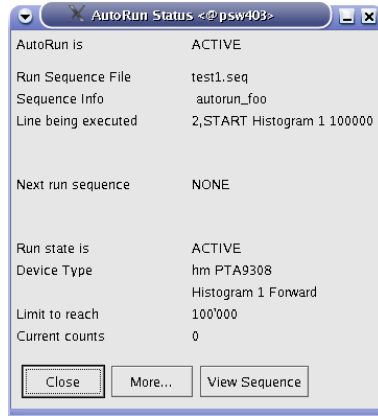 AutoRun Status <@psw403>
AutoRun is ACTIVE
Run Sequence File test1.seq
Sequence Info autorun_foo
Line being executed 2,START Histogram 1 100000
Next run sequence NONE
Run state is ACTIVE
Device Type hm PTA9308
Histogram 1 Forward
Limit to reach 100'000
Current counts 0
Close More... View Sequence